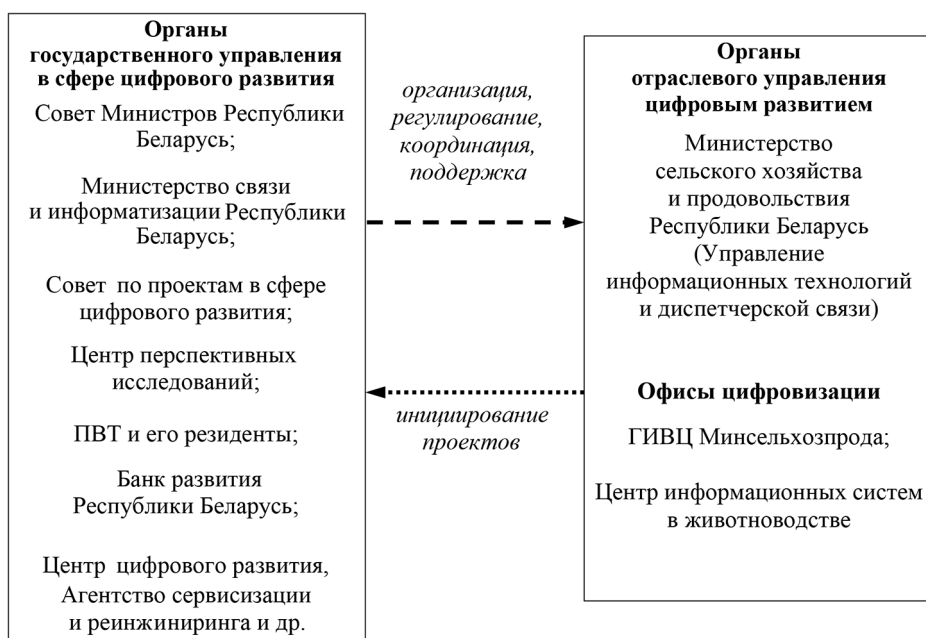 Органы
государственного управления
в сфере цифрового развития
Совет Министров Республики
Беларусь;
Министерство связи
и информатизации Республики
Беларусь;
Совет по проектам в сфере
цифрового развития;
Центр перспективных
исследований;
ПВТ и его резиденты;
Банк развития
Республики Беларусь;
Центр цифрового развития,
Агентство сервисизации
и реинжиниринга и др.
организация,
регулирование,
координация,
поддержка
инициирование
проектов
Органы
отраслевого управления
цифровым развитием
Министерство
сельского хозяйства
и продовольствия
Республики Беларусь
(Управление
информационных технологий
и диспетчерской связи)
Офисы цифровизации
ГИВЦ Минсельхозпрода;
Центр информационных систем
в животноводстве